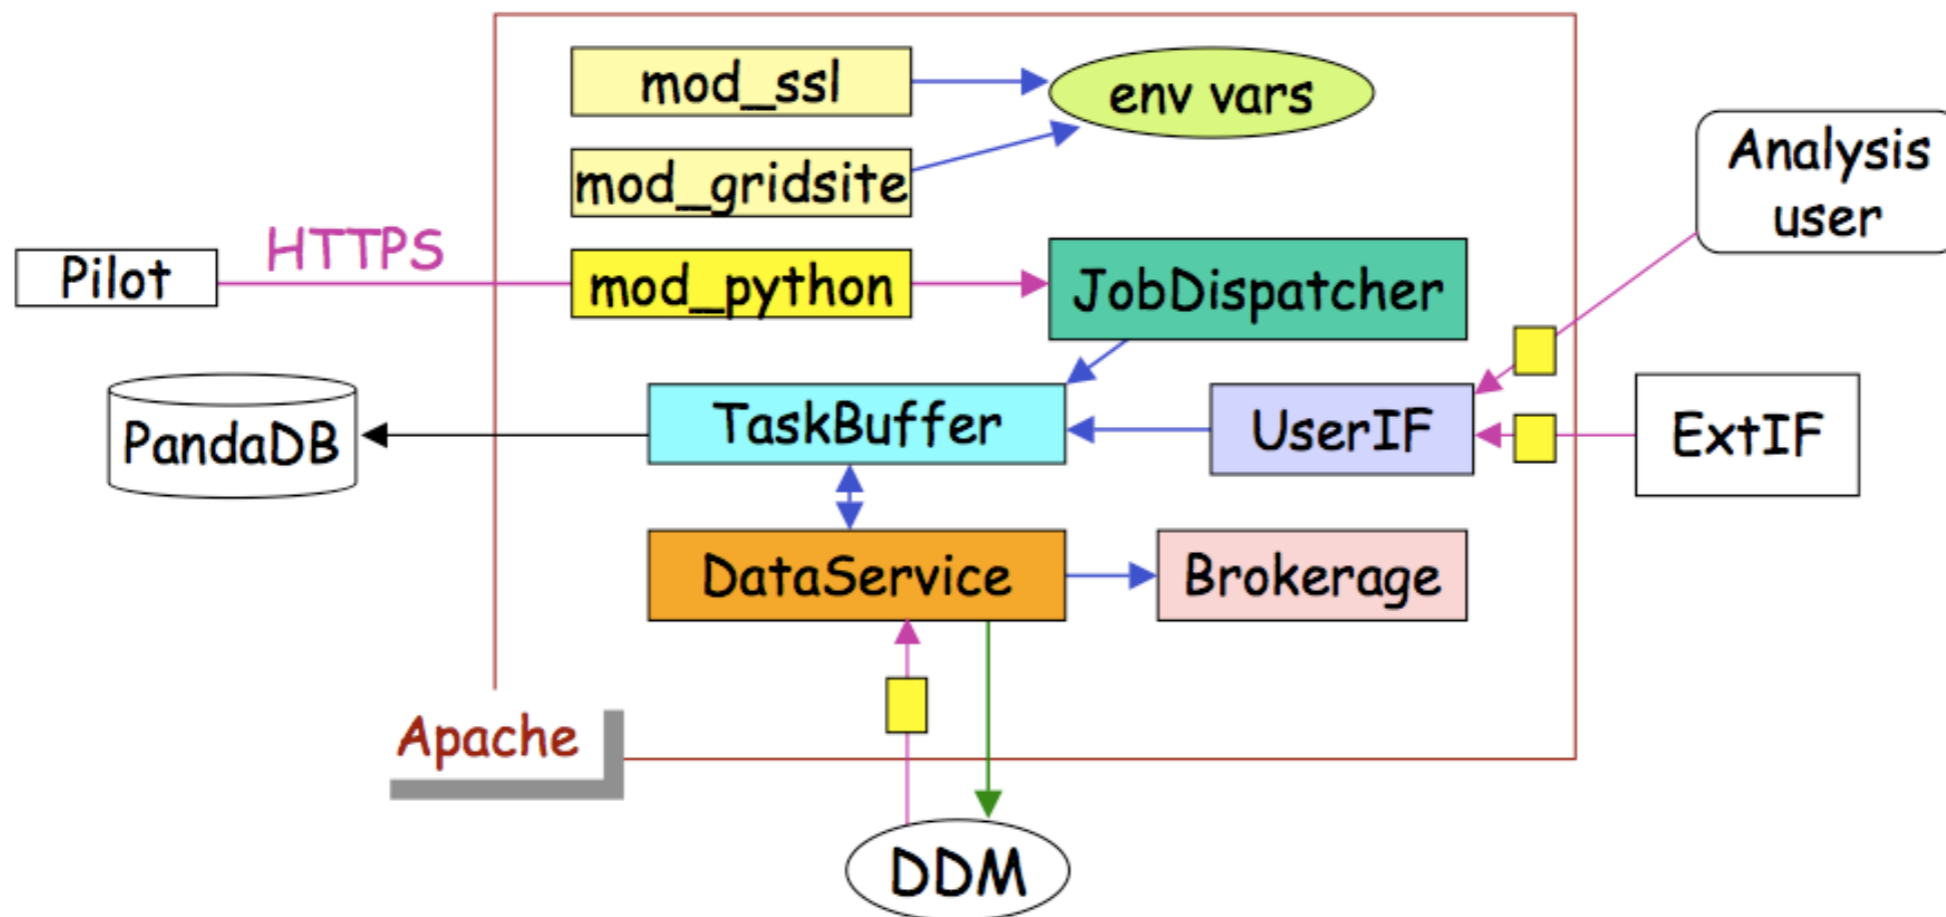 mod_ssl
env vars
mod_gridsite
Analysis
user
HTTPS
Pilot
mod_python
JobDispatcher
PandaDB
TaskBuffer
UserIF
ExtIF
DataService
Brokerage
Apache
DDM